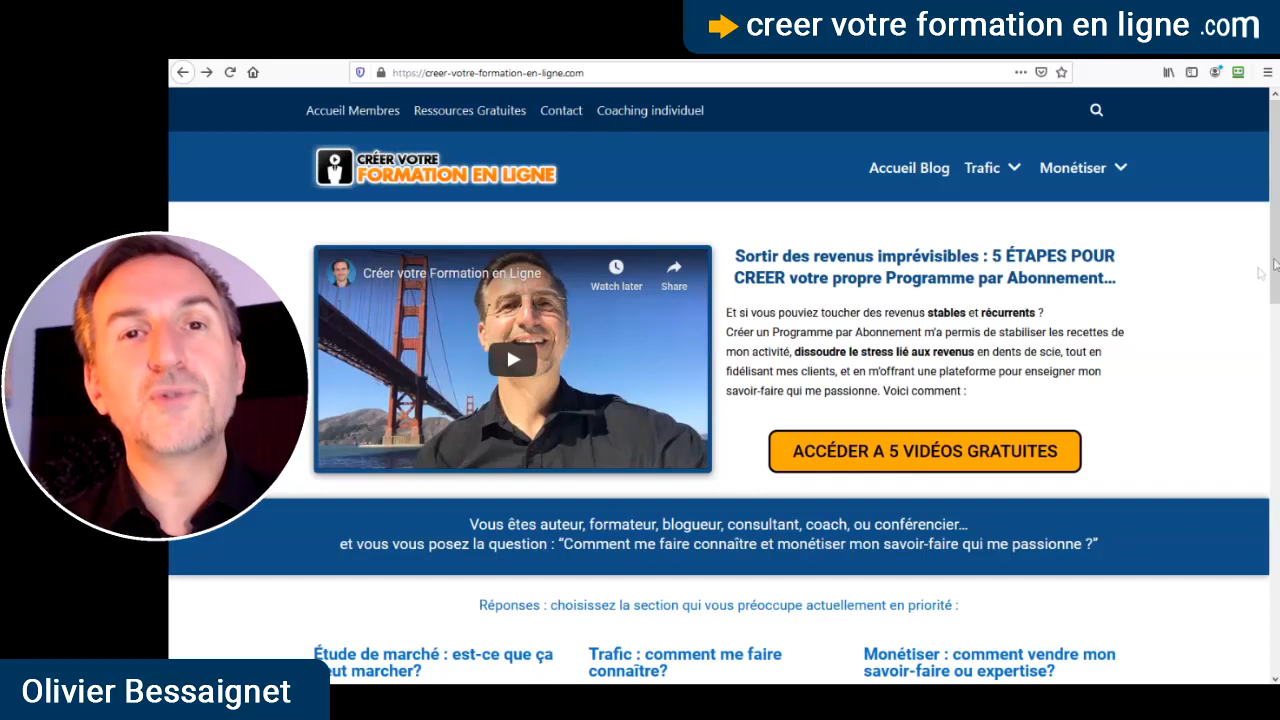 creer votre formation en ligne .com
https://creer-votre-formation-en-ligne.com
Accueil Membres Ressources Gratuites Contact Coaching individuel
CRÉER VOTRE
FORMATION EN LIGNE
Accueil Blog Trafic Monétiser
Créer votre Formation en Ligne
Watch later Share
Sortir des revenus imprévisibles : 5 ÉTAPES POUR
CREER votre propre Programme par Abonnement...
Et si vous pouviez toucher des revenus stables et récurrents ?
Créer un Programme par Abonnement m'a permis de stabiliser les recettes de
mon activité, dissoudre le stress lié aux revenus en dents de scie, tout en
fidélisant mes clients, et en m'offrant une plateforme pour enseigner mon
savoir-faire qui me passionne. Voici comment :
ACCÉDER A 5 VIDÉOS GRATUITES
Vous êtes auteur, formateur, blogueur, consultant, coach, ou conférencier...
et vous vous posez la question : “Comment me faire connaître et monétiser mon savoir-faire qui me passionne ?”
Réponses : choisissez la section qui vous préoccupe actuellement en priorité :
Étude de marché : est-ce que ça
eut marcher?
Trafic : comment me faire
connaître?
Monétiser : comment vendre mon
savoir-faire ou expertise?
Olivier Bessaignet